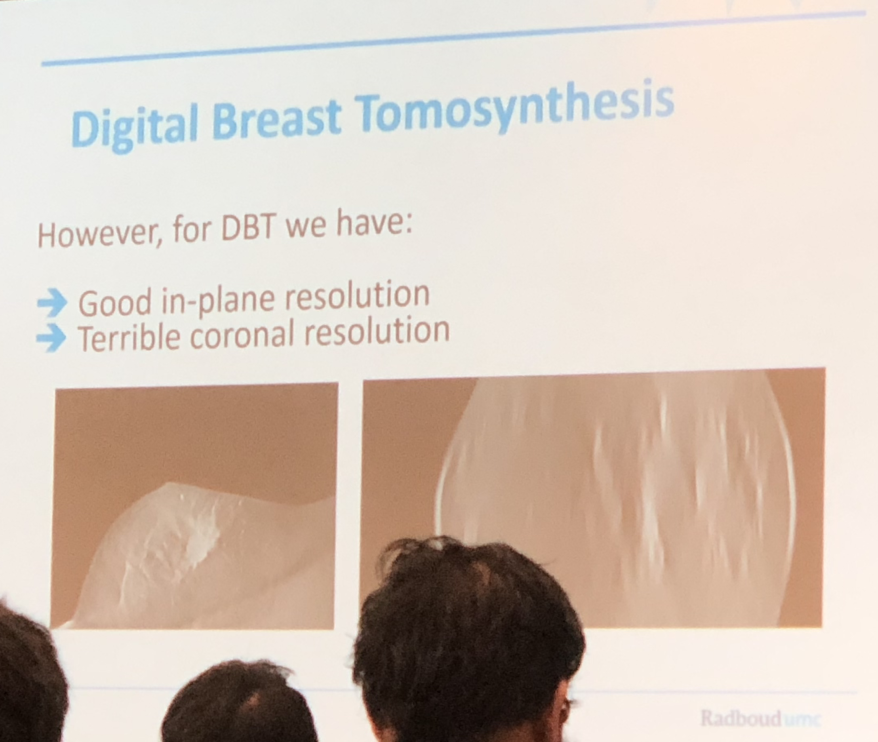 Digital Breast Tomosynthesis
However, for DBT we have:
➔ Good in-plane resolution
➔ Terrible coronal resolution
Radboudumc